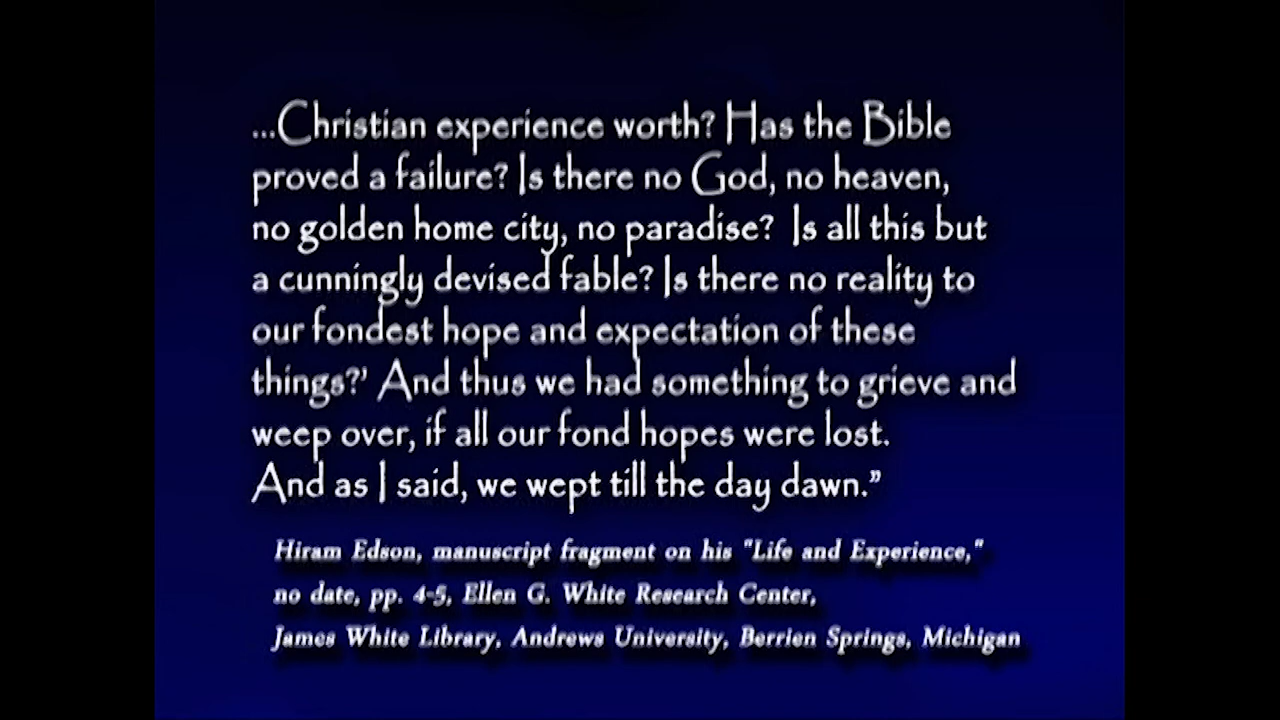 ...Christian experience worth? Has the Bible
proved a failure? Is there no God, no heaven,
no golden home city, no paradise? Is all this but
a cunningly devised fable? Is there no reality to
our fondest hope and expectation of these
things?' And thus we had something to grieve and
weep over, if all our fond hopes were lost.
And as I said, we wept till the day dawn.”
Hiram Edson, manuscript fragment on his "Life and Experience,"
no date, pp. 4-5, Ellen G. White Research Center,
James White Library, Andrews University, Berrien Springs, Michigan